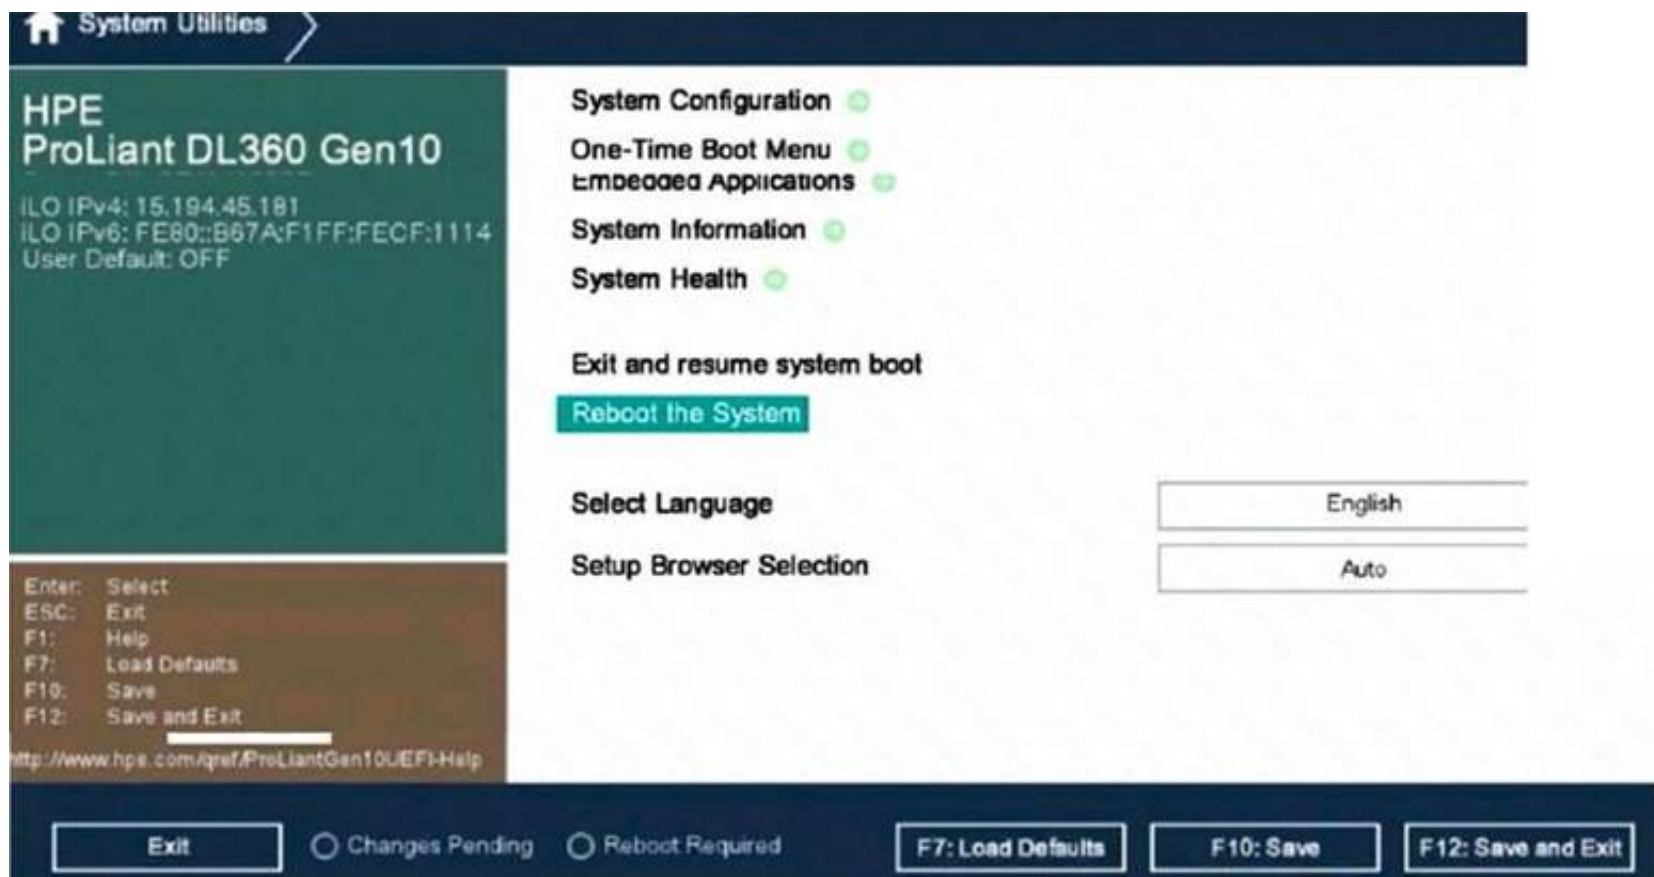 System Utilities
HPE
ProLiant DL360 Gen10
iLO IPv4: 15.194.45.181
iLO IPv6: FE80::B67A:F1FF:FECF:1114
User Default: OFF
Enter: Select
ESC: Exit
F1: Help
F7: Load Defaults
F10: Save
F12: Save and Exit
http://www.hpe.com/qref/ProLiantGen10UEFI-Help
System Configuration
One-Time Boot Menu
Embedded Applications
System Information
System Health
Exit and resume system boot
Reboot the System
Select Language English
Setup Browser Selection Auto
Exit Changes Pending Reboot Required F7: Load Defaults F10: Save F12: Save and Exit